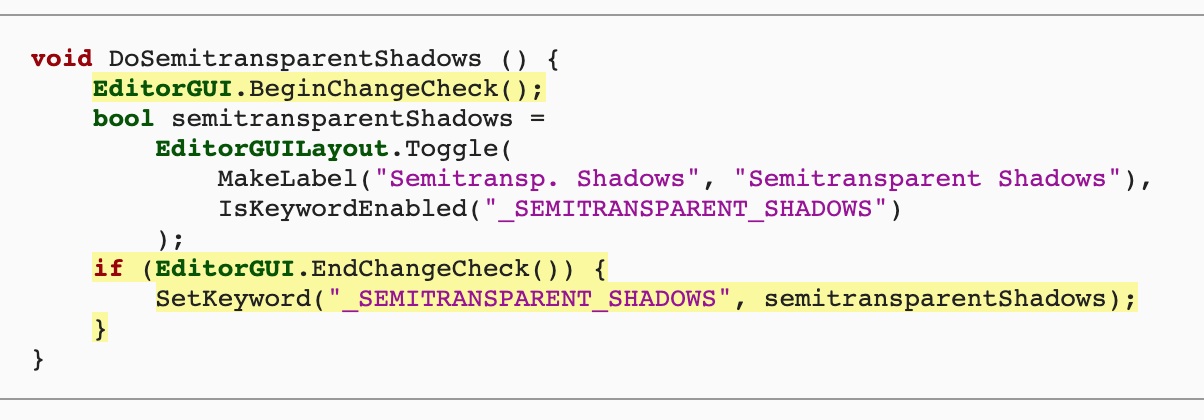 void DoSemitransparentShadows () {
    EditorGUI.BeginChangeCheck();
    bool semitransparentShadows =
        EditorGUILayout.Toggle(
            MakeLabel("Semitransp. Shadows", "Semitransparent Shadows"),
            IsKeywordEnabled("_SEMITRANSPARENT_SHADOWS")
        );
    if (EditorGUI.EndChangeCheck()) {
        SetKeyword("_SEMITRANSPARENT_SHADOWS", semitransparentShadows);
    }
}